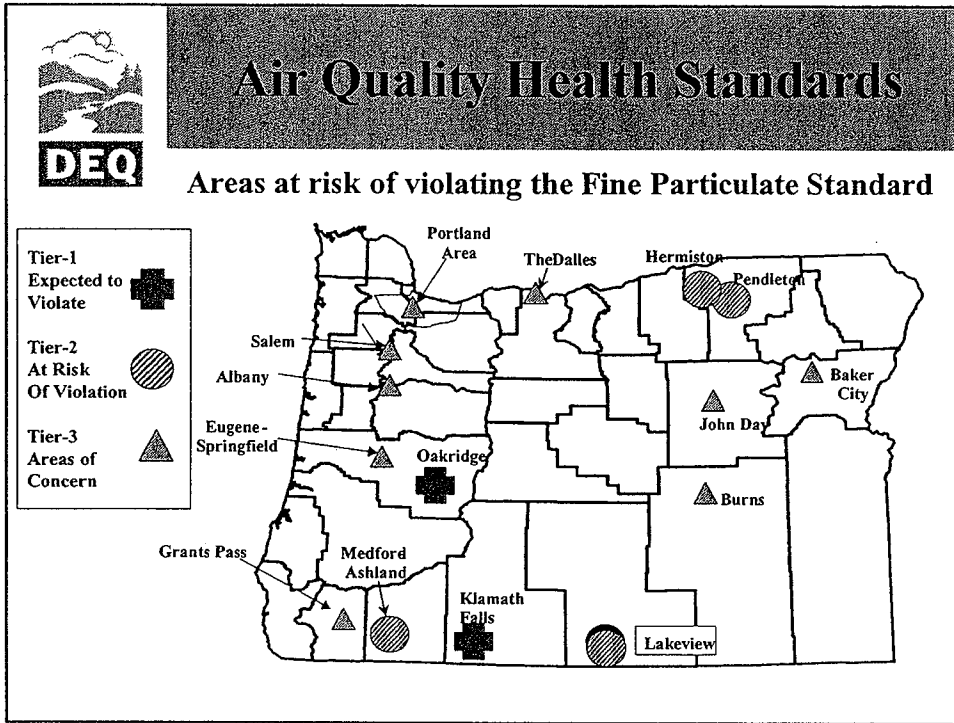 Air Quality Health Standards
DEQ
Areas at risk of violating the Fine Particulate Standard
Tier-1
Expected to
Violate
Tier-2
At Risk
Of Violation
Tier-3
Areas of
Concern
Portland
Area
TheDalles
Hermiston
Pendleton
Salem
Albany
Baker
City
John Day
Eugene-
Springfield
Oakridge
Burns
Grants Pass
Medford
Ashland
Klamath
Falls
Lakeview